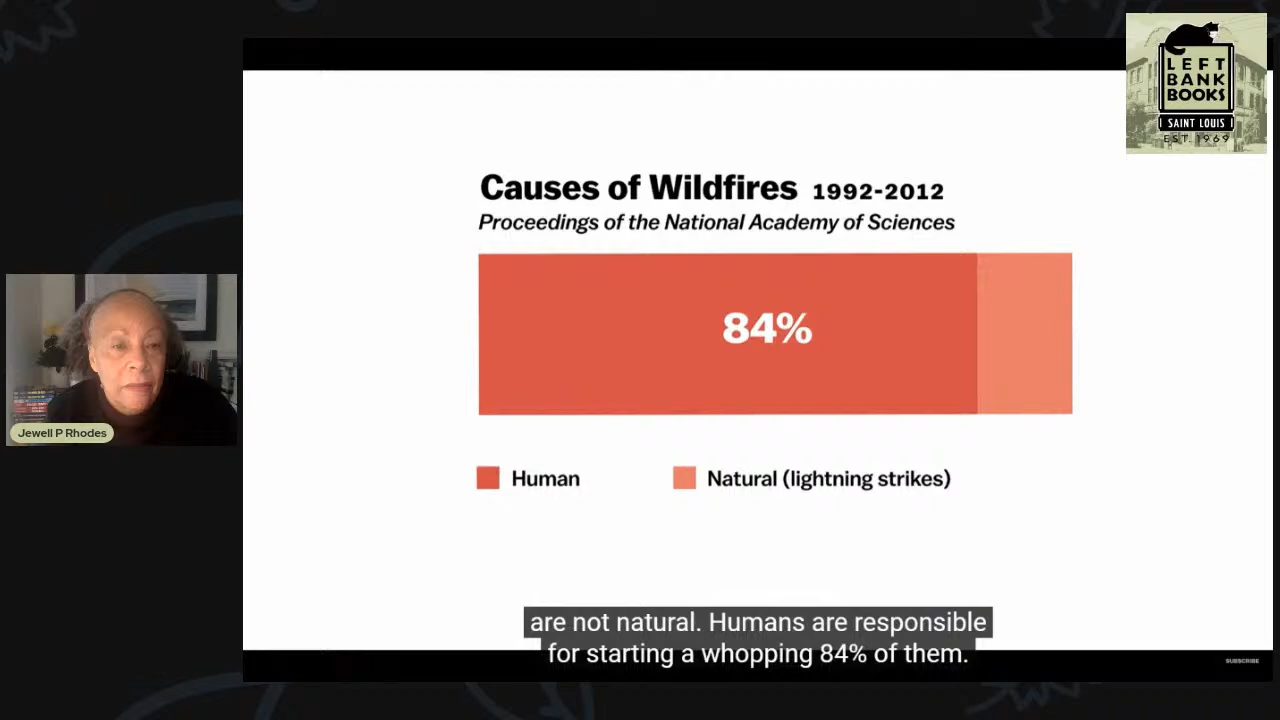 LEFT
BANK
BOOKS
SAINT LOUIS
EST. 1969
Causes of Wildfires 1992-2012
Proceedings of the National Academy of Sciences
84%
Human
Natural (lightning strikes)
Jewell P Rhodes
are not natural. Humans are responsible
for starting a whopping 84% of them.
SUBSCRIBE